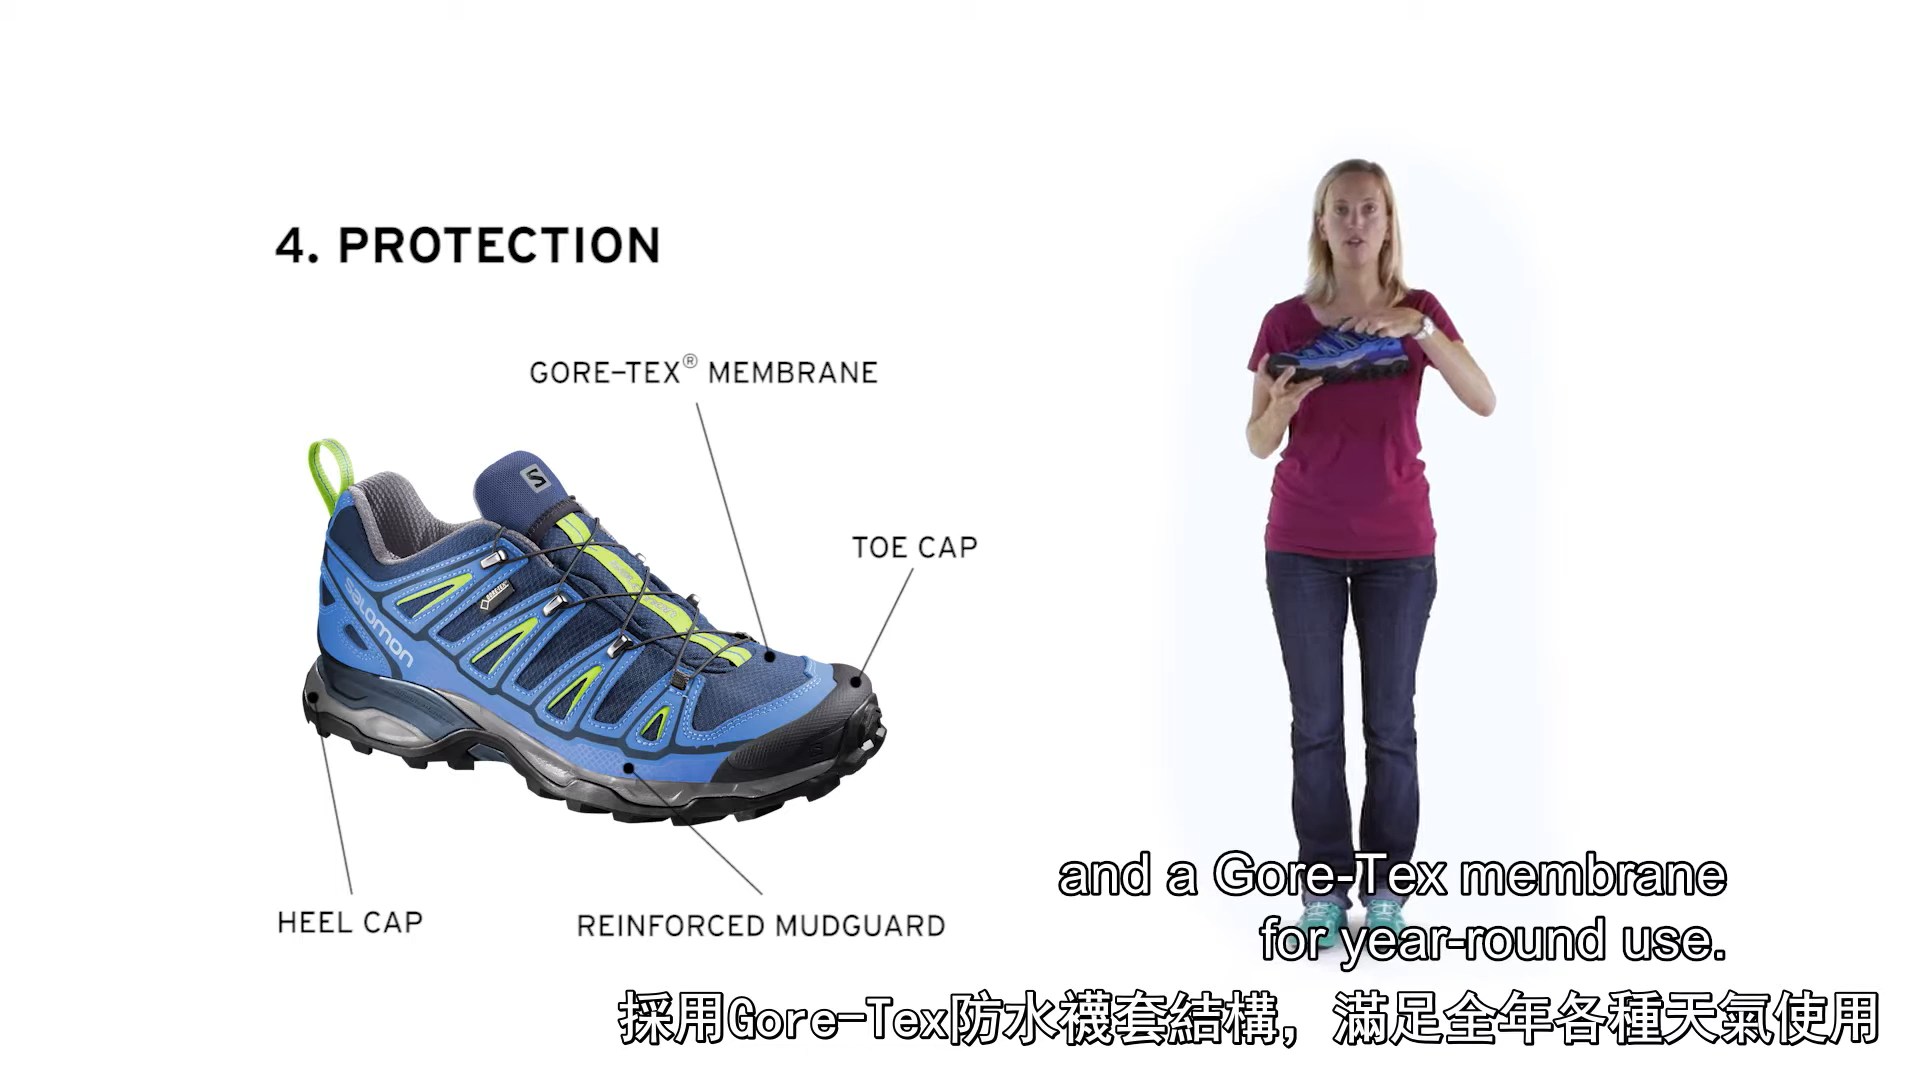 4. PROTECTION
GORE-TEX® MEMBRANE
TOE CAP
SALOMON
HEEL CAP
REINFORCED MUDGUARD
and a Gore-Tex membrane
for year-round use.
採用Gore-Tex防水襪套結構，滿足全年各種天氣使用